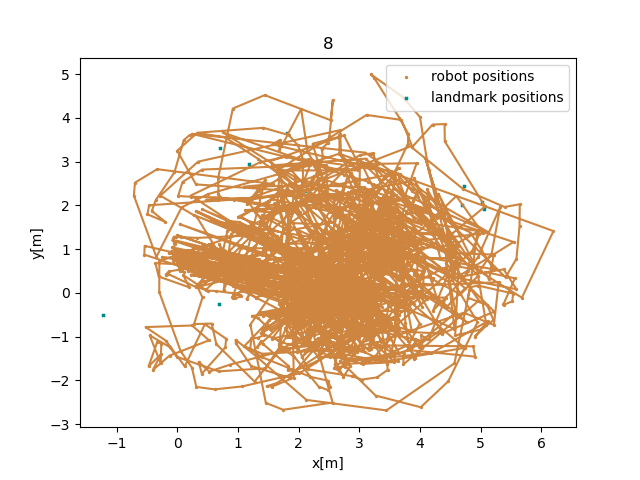 8
robot positions
landmark positions
5
4
3
2
1
0
−1
−2
−3
y[m]
−1 0 1 2 3 4 5 6
x[m]